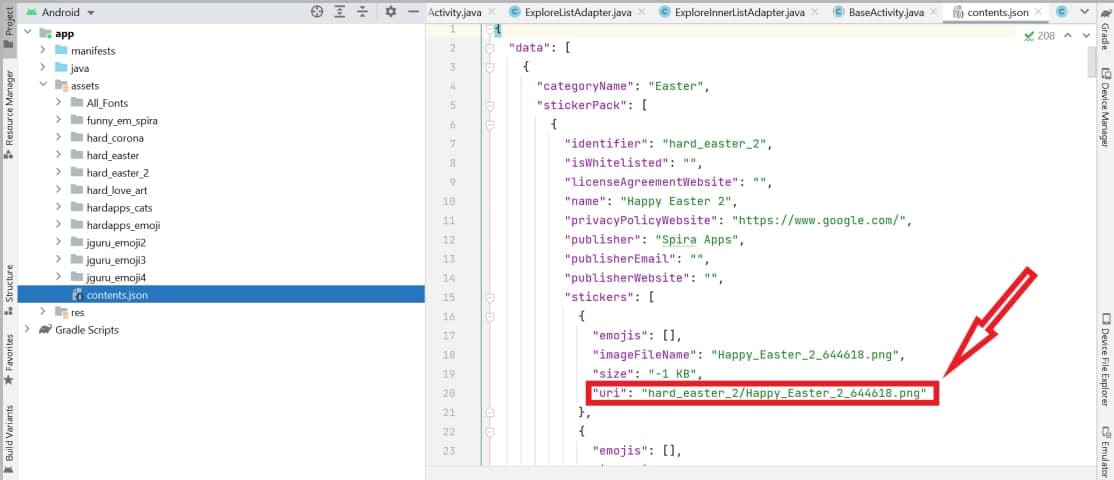 Android
Activity.java
ExploreListAdapter.java
ExploreInnerListAdapter.java
BaseActivity.java
contents.json
Project
Resource Manager
Structure
Favorites
Build Variants
app
manifests
java
assets
All_Fonts
funny_em_spira
hard_corona
hard_easter
hard_easter_2
hard_love_art
hardapps_cats
hardapps_emoji
jguru_emoji2
jguru_emoji3
jguru_emoji4
contents.json
res
Gradle Scripts
1 {
2 "data": [
3 {
4 "categoryName": "Easter",
5 "stickerPack": [
6 {
7 "identifier": "hard_easter_2",
8 "isWhitelisted": "",
9 "licenseAgreementWebsite": "",
10 "name": "Happy Easter 2",
11 "privacyPolicyWebsite": "https://www.google.com/",
12 "publisher": "Spira Apps",
13 "publisherEmail": "",
14 "publisherWebsite": "",
15 "stickers": [
16 {
17 "emojis": [],
18 "imageFileName": "Happy_Easter_2_644618.png",
19 "size": "-1 KB",
20 "uri": "hard_easter_2/Happy_Easter_2_644618.png"
21 },
22 {
23 "emojis": [],
208
Gradle
Device Manager
Device File Explorer
Emulator